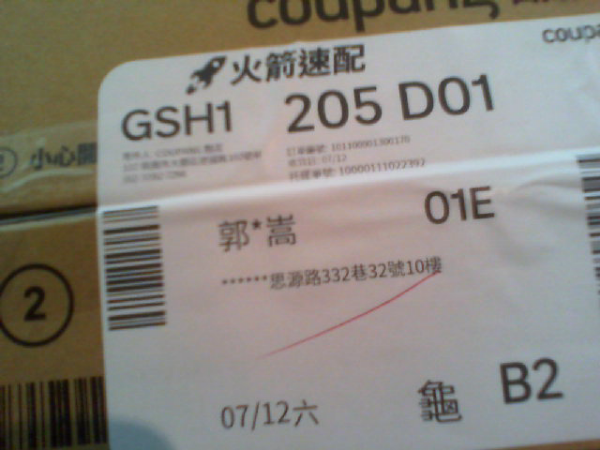 coupang
coupa
火箭速配
GSH1
205 D01
小心開
郭*嵩
01E
******思源路332巷32號10樓
2
07/12六
龜
B2